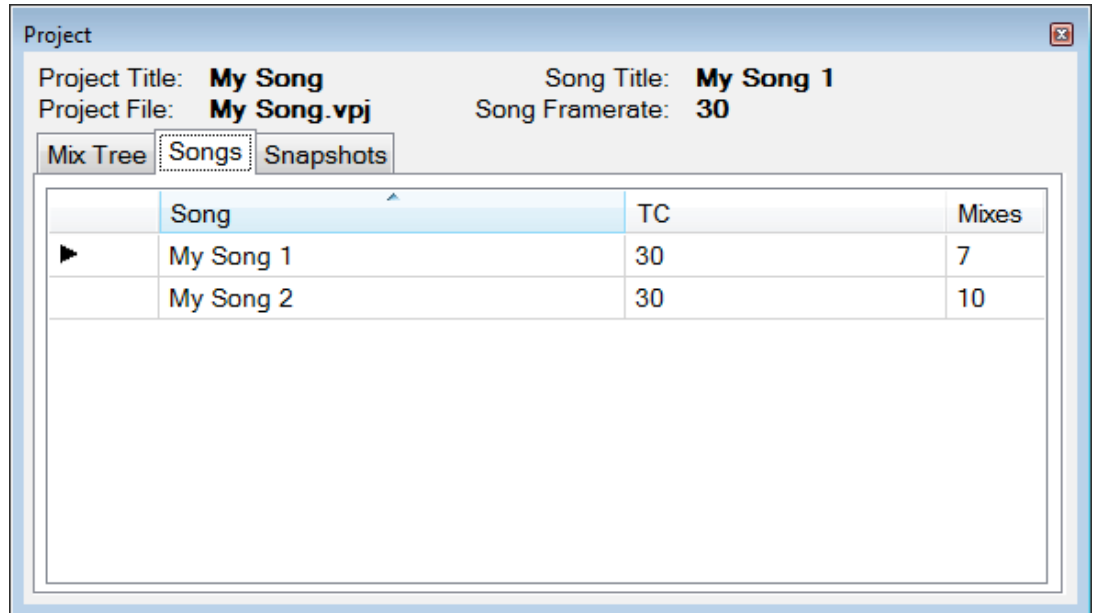 Project
Project Title: My Song Song Title: My Song 1
Project File: My Song.vpj Song Framerate: 30
Mix Tree Songs Snapshots
Song TC Mixes
My Song 1 30 7
My Song 2 30 10